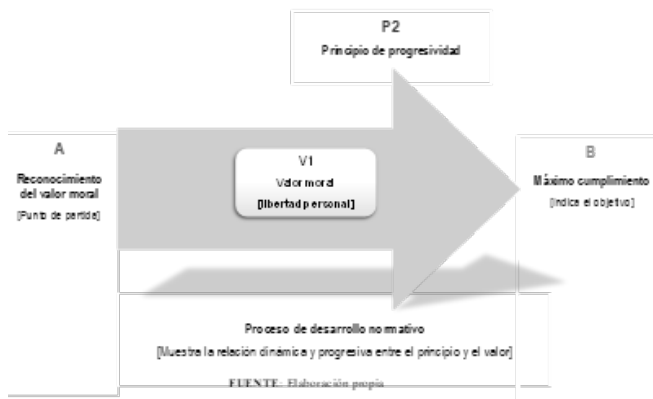 P2
Principio de progresividad
A
Reconocimiento
del valor moral
[Punto de partida]
V1
Valor moral
[libertad personal]
B
Máximo cumplimiento
[Indica el objetivo]
Proceso de desarrollo normativo
[Muestra la relación dinámica y progresiva entre el principio y el valor]
FUENTE: Elaboración propia